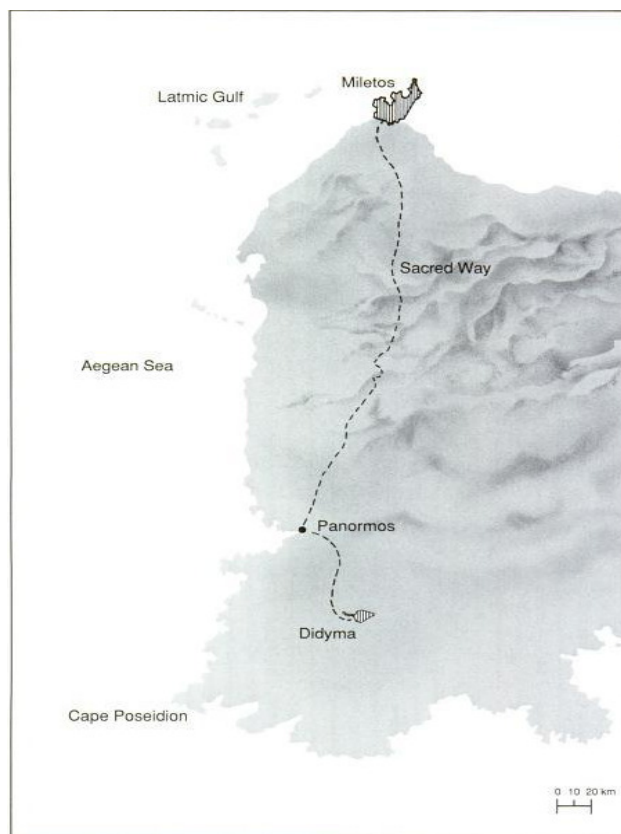 Miletos
Latmic Gulf
Sacred Way
Aegean Sea
Panormos
Didyma
Cape Poseidion
0 10 20 km